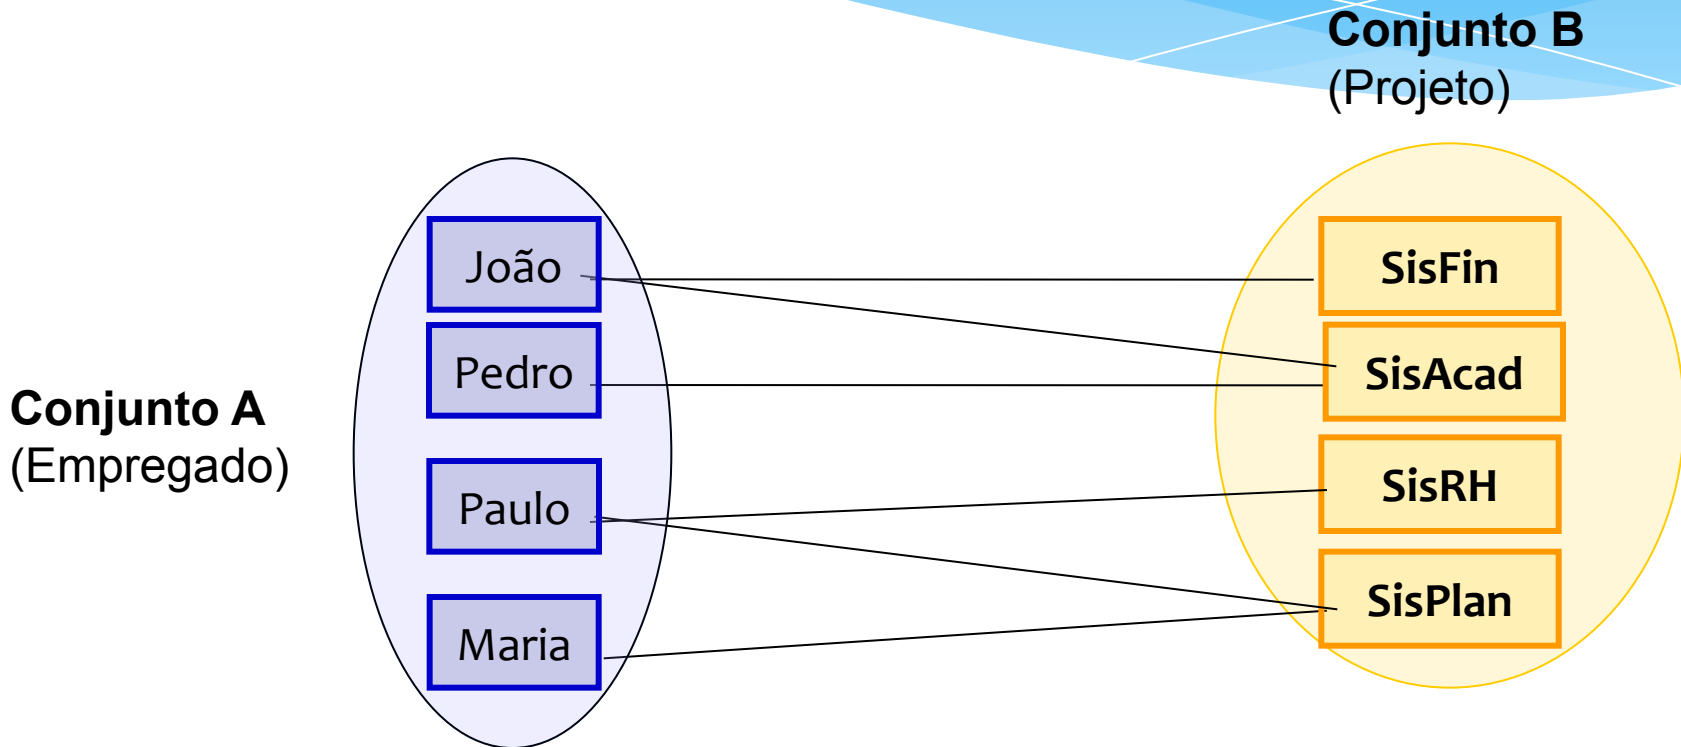 Conjunto B
(Projeto)
João
SisFin
Pedro
SisAcad
Conjunto A
(Empregado)
Paulo
SisRH
Maria
SisPlan